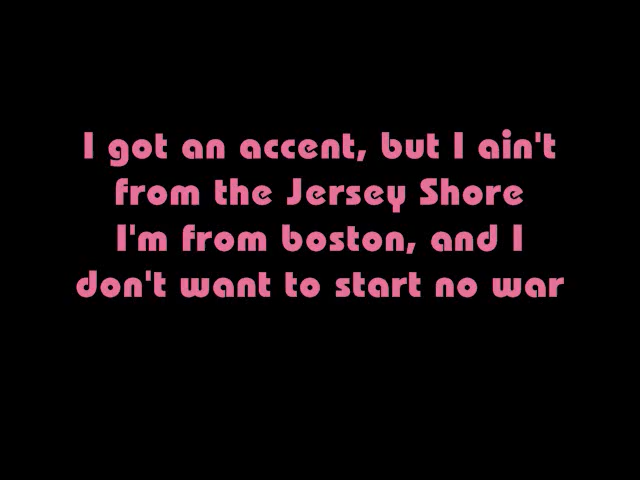 I got an accent, but I ain't
from the Jersey Shore
I'm from boston, and I
don't want to start no war